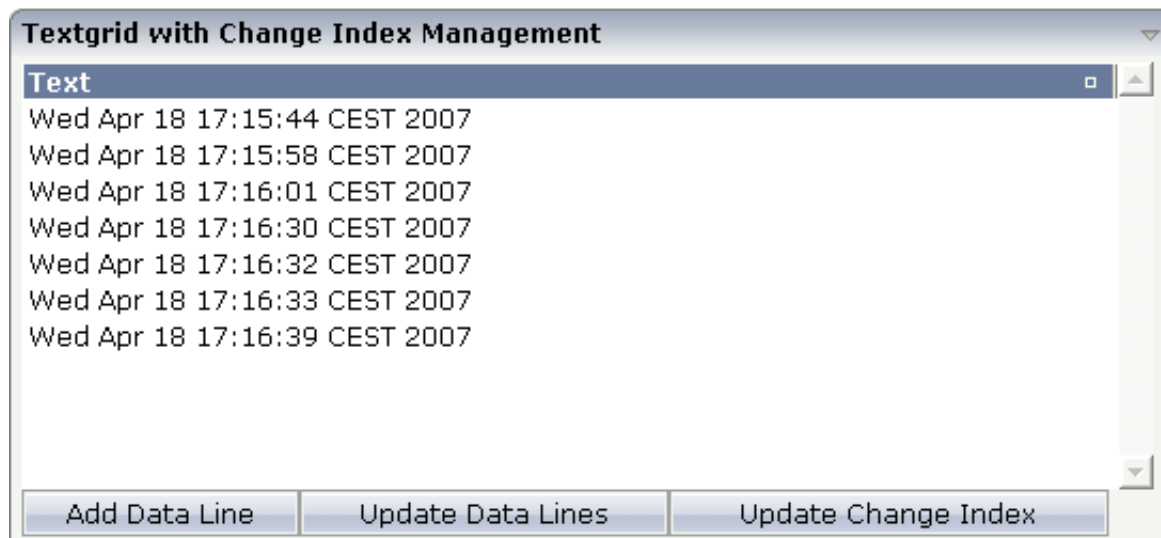 Textgrid with Change Index Management
Text
Wed Apr 18 17:15:44 CEST 2007
Wed Apr 18 17:15:58 CEST 2007
Wed Apr 18 17:16:01 CEST 2007
Wed Apr 18 17:16:30 CEST 2007
Wed Apr 18 17:16:32 CEST 2007
Wed Apr 18 17:16:33 CEST 2007
Wed Apr 18 17:16:39 CEST 2007
Add Data Line Update Data Lines Update Change Index